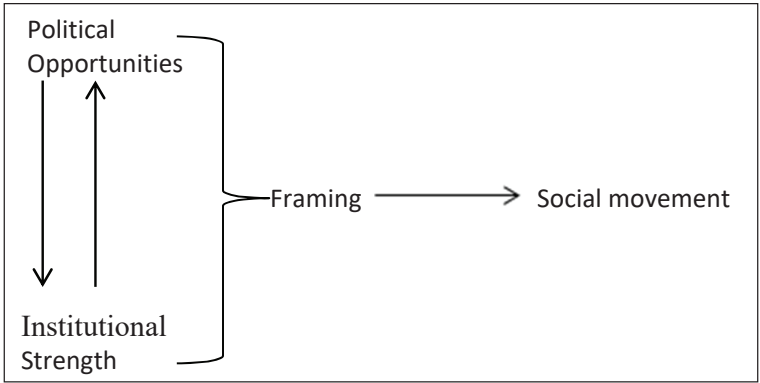 Political
Opportunities
Framing
Social movement
Institutional
Strength